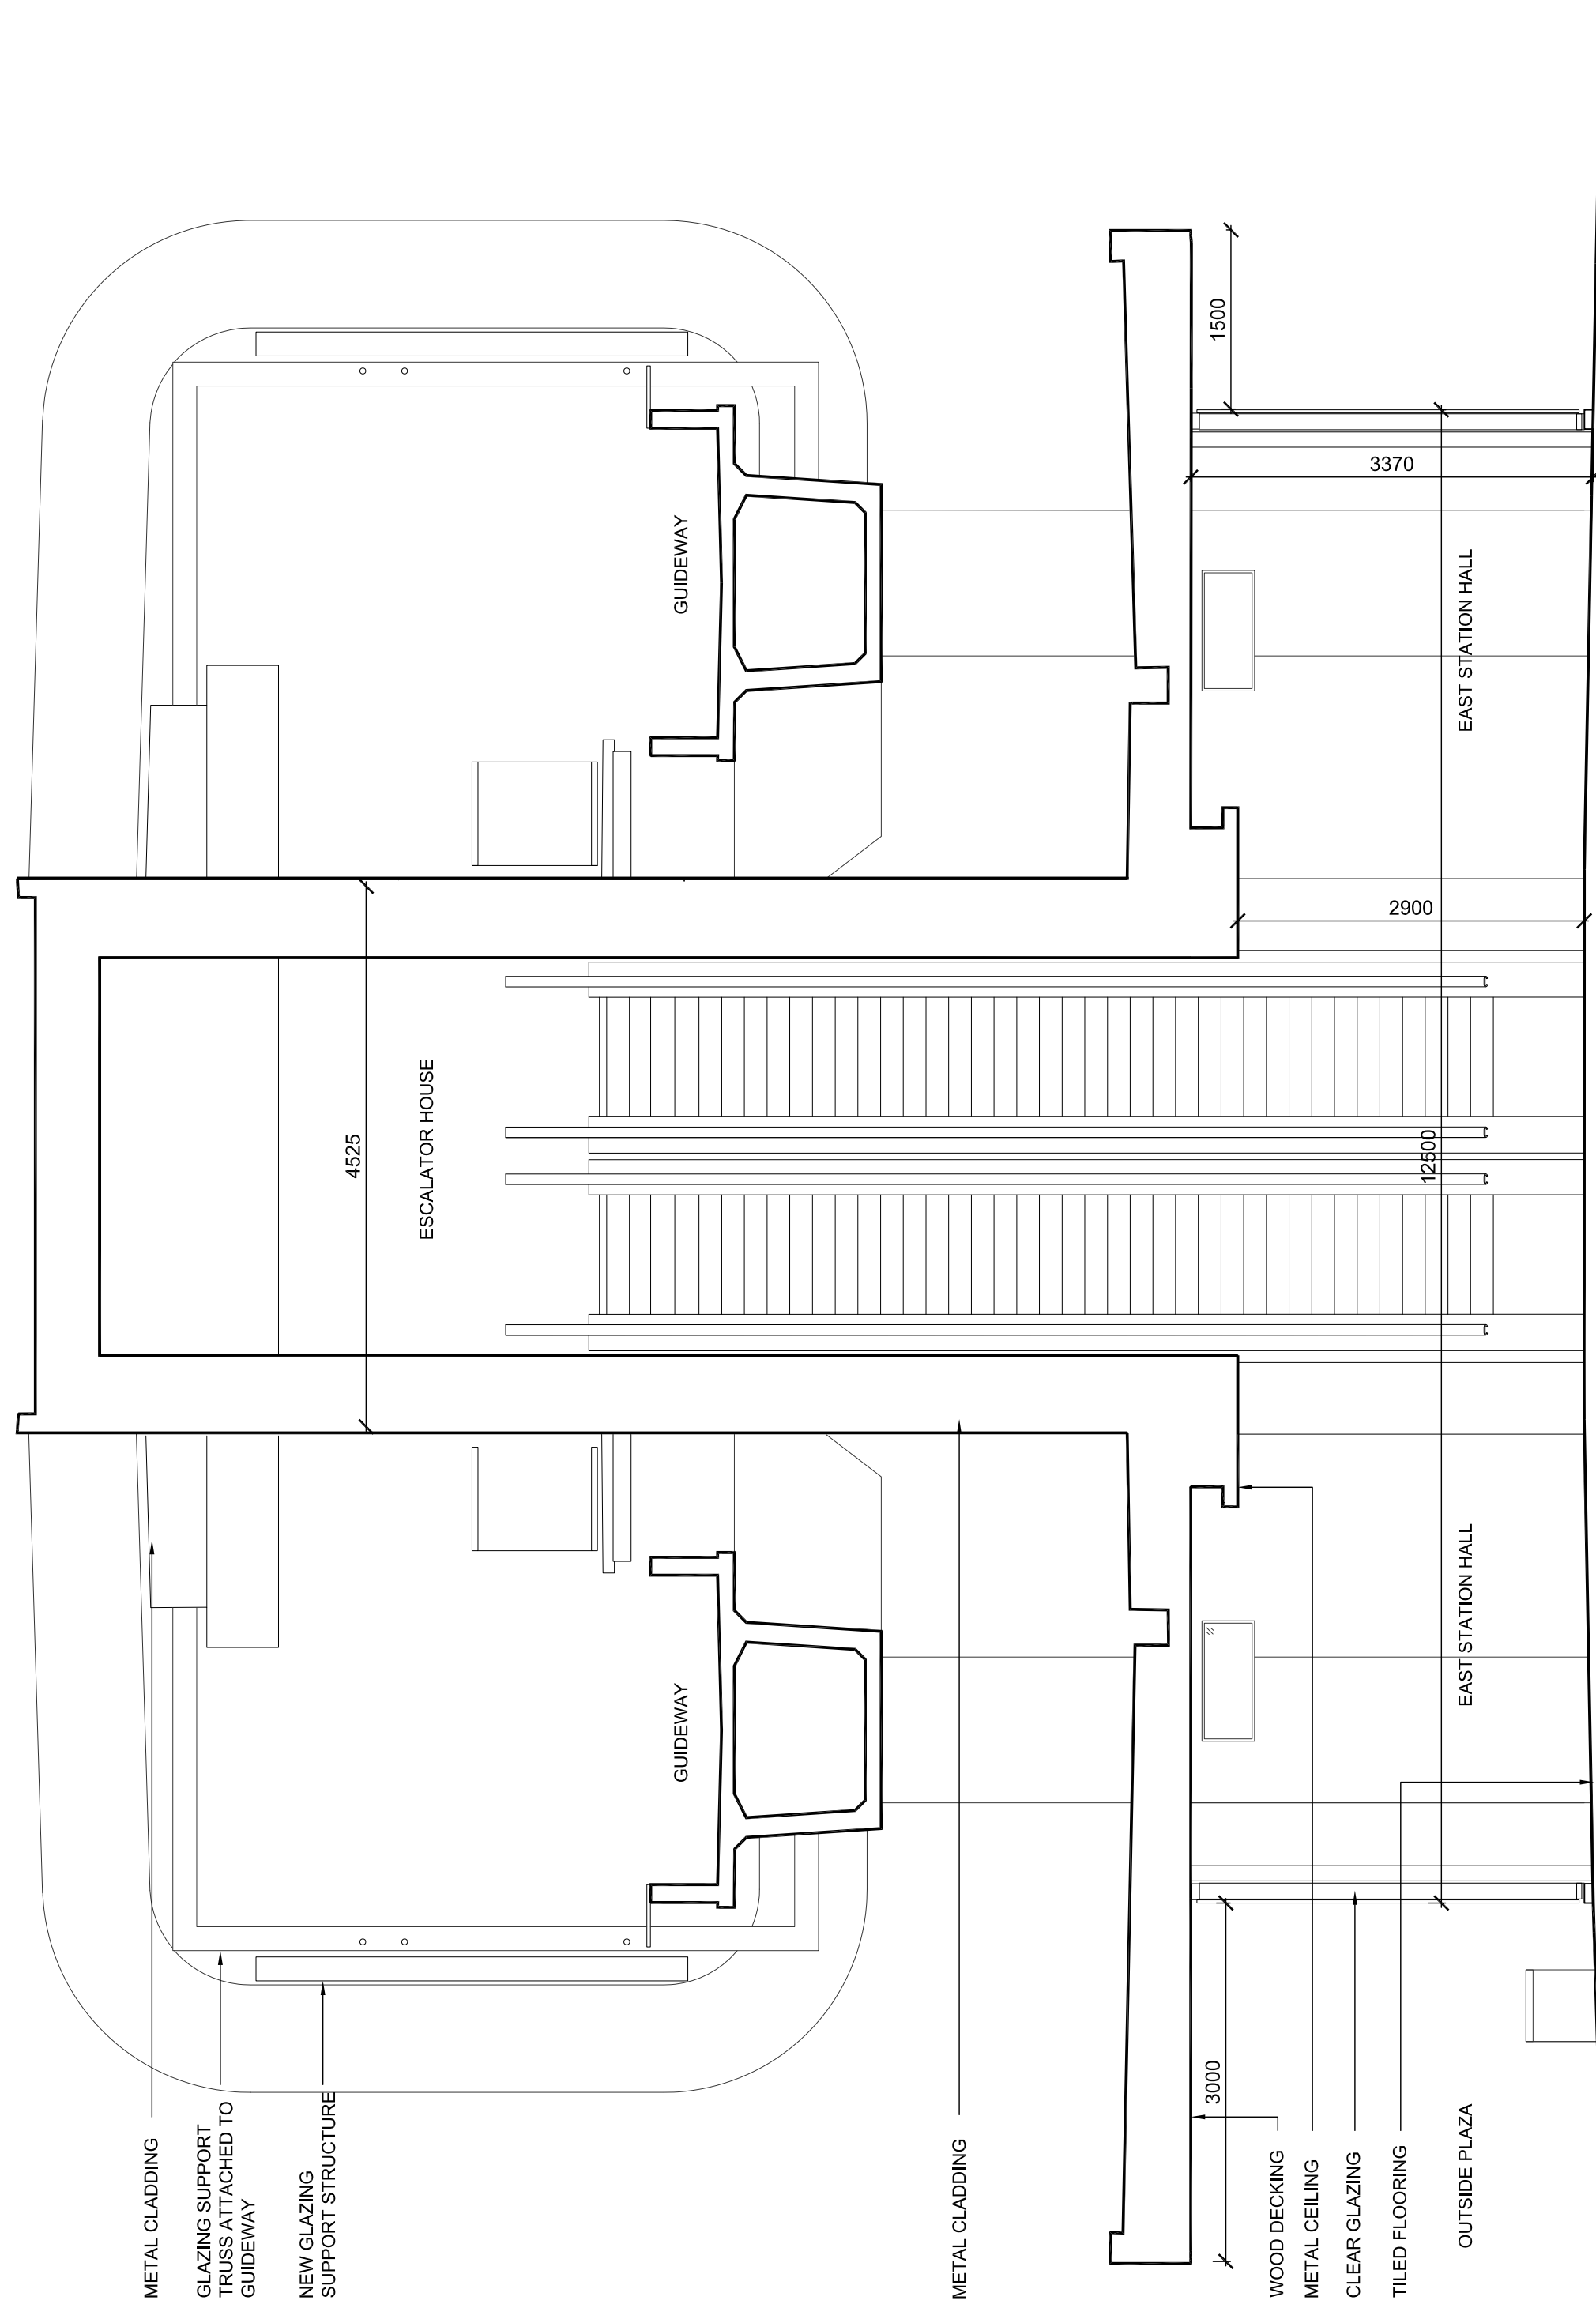 METAL CLADDING
GLAZING SUPPORT
TRUSS ATTACHED TO
GUIDEWAY
NEW GLAZING
SUPPORT STRUCTURE
4525
ESCALATOR HOUSE
GUIDEWAY
GUIDEWAY
METAL CLADDING
3000
1500
WOOD DECKING
METAL CEILING
CLEAR GLAZING
3370
TILED FLOORING
2900
12500
OUTSIDE PLAZA
EAST STATION HALL
EAST STATION HALL